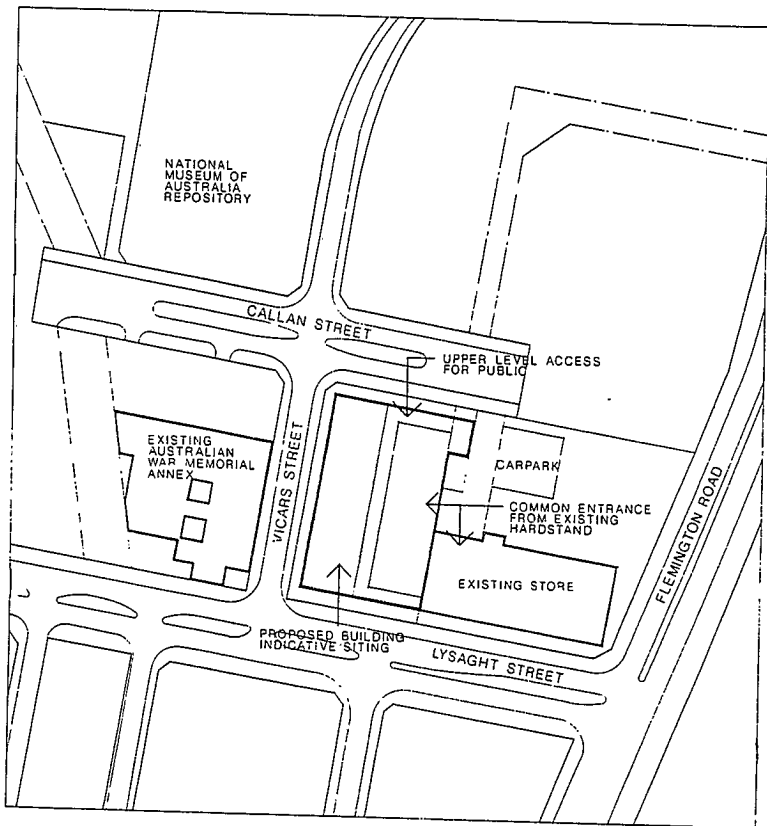 NATIONAL
MUSEUM OF
AUSTRALIA
REPOSITORY
CALLAN STREET
UPPER LEVEL ACCESS
FOR PUBLIC
EXISTING
AUSTRALIAN
WAR MEMORIAL
ANNEX
VICARS STREET
CARPARK
COMMON ENTRANCE
FROM EXISTING
HARDSTAND
FLEMINGTON ROAD
EXISTING STORE
PROPOSED BUILDING
INDICATIVE SITING
LYSAGHT STREET